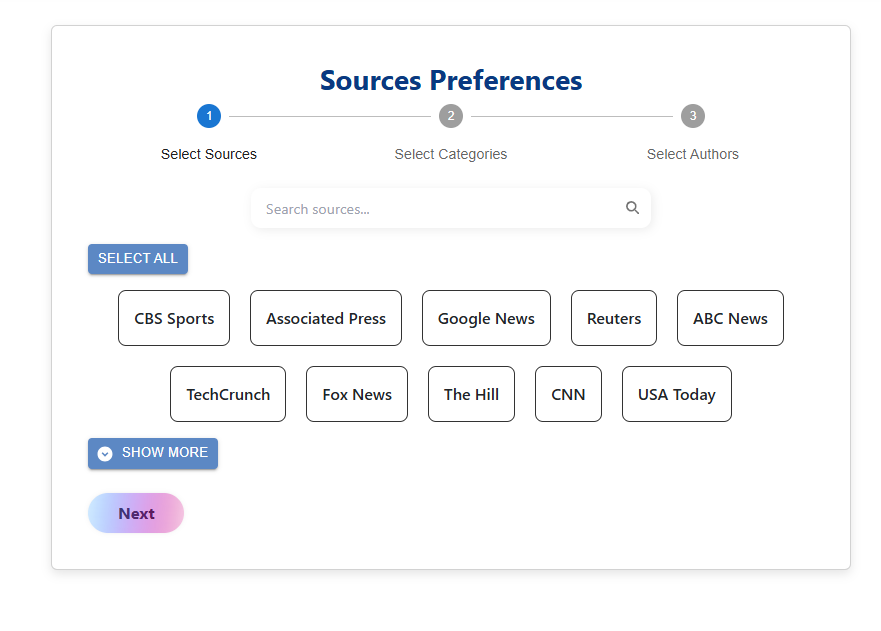 Sources Preferences
1 2 3
Select Sources Select Categories Select Authors
Search sources...
SELECT ALL
CBS Sports Associated Press Google News Reuters ABC News
TechCrunch Fox News The Hill CNN USA Today
SHOW MORE
Next